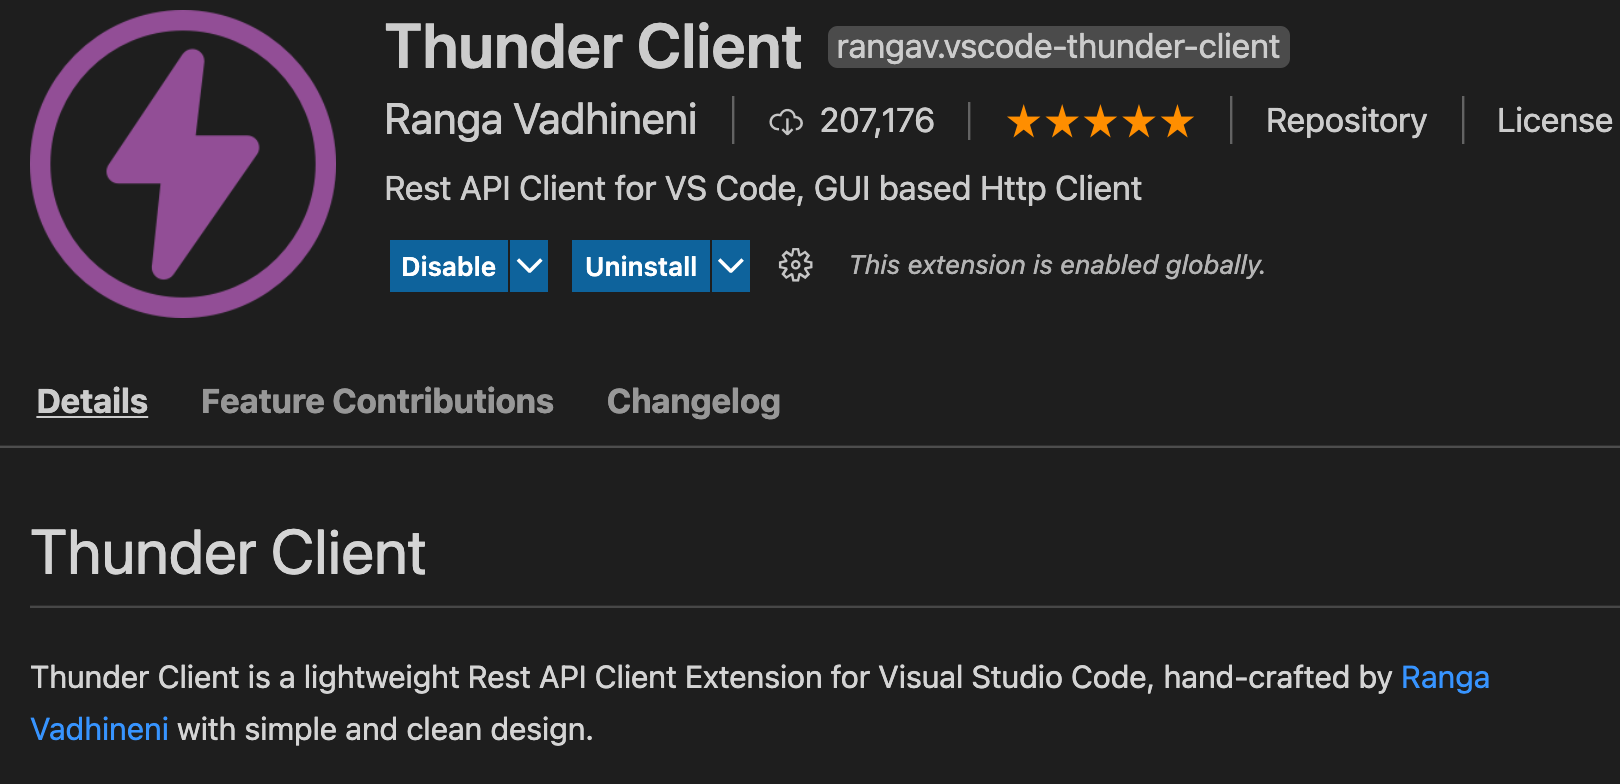 Thunder Client rangav.vscode-thunder-client
Ranga Vadhineni 207,176 Repository License
Rest API Client for VS Code, GUI based Http Client
Disable Uninstall This extension is enabled globally.
Details Feature Contributions Changelog
Thunder Client
Thunder Client is a lightweight Rest API Client Extension for Visual Studio Code, hand-crafted by Ranga
Vadhineni with simple and clean design.